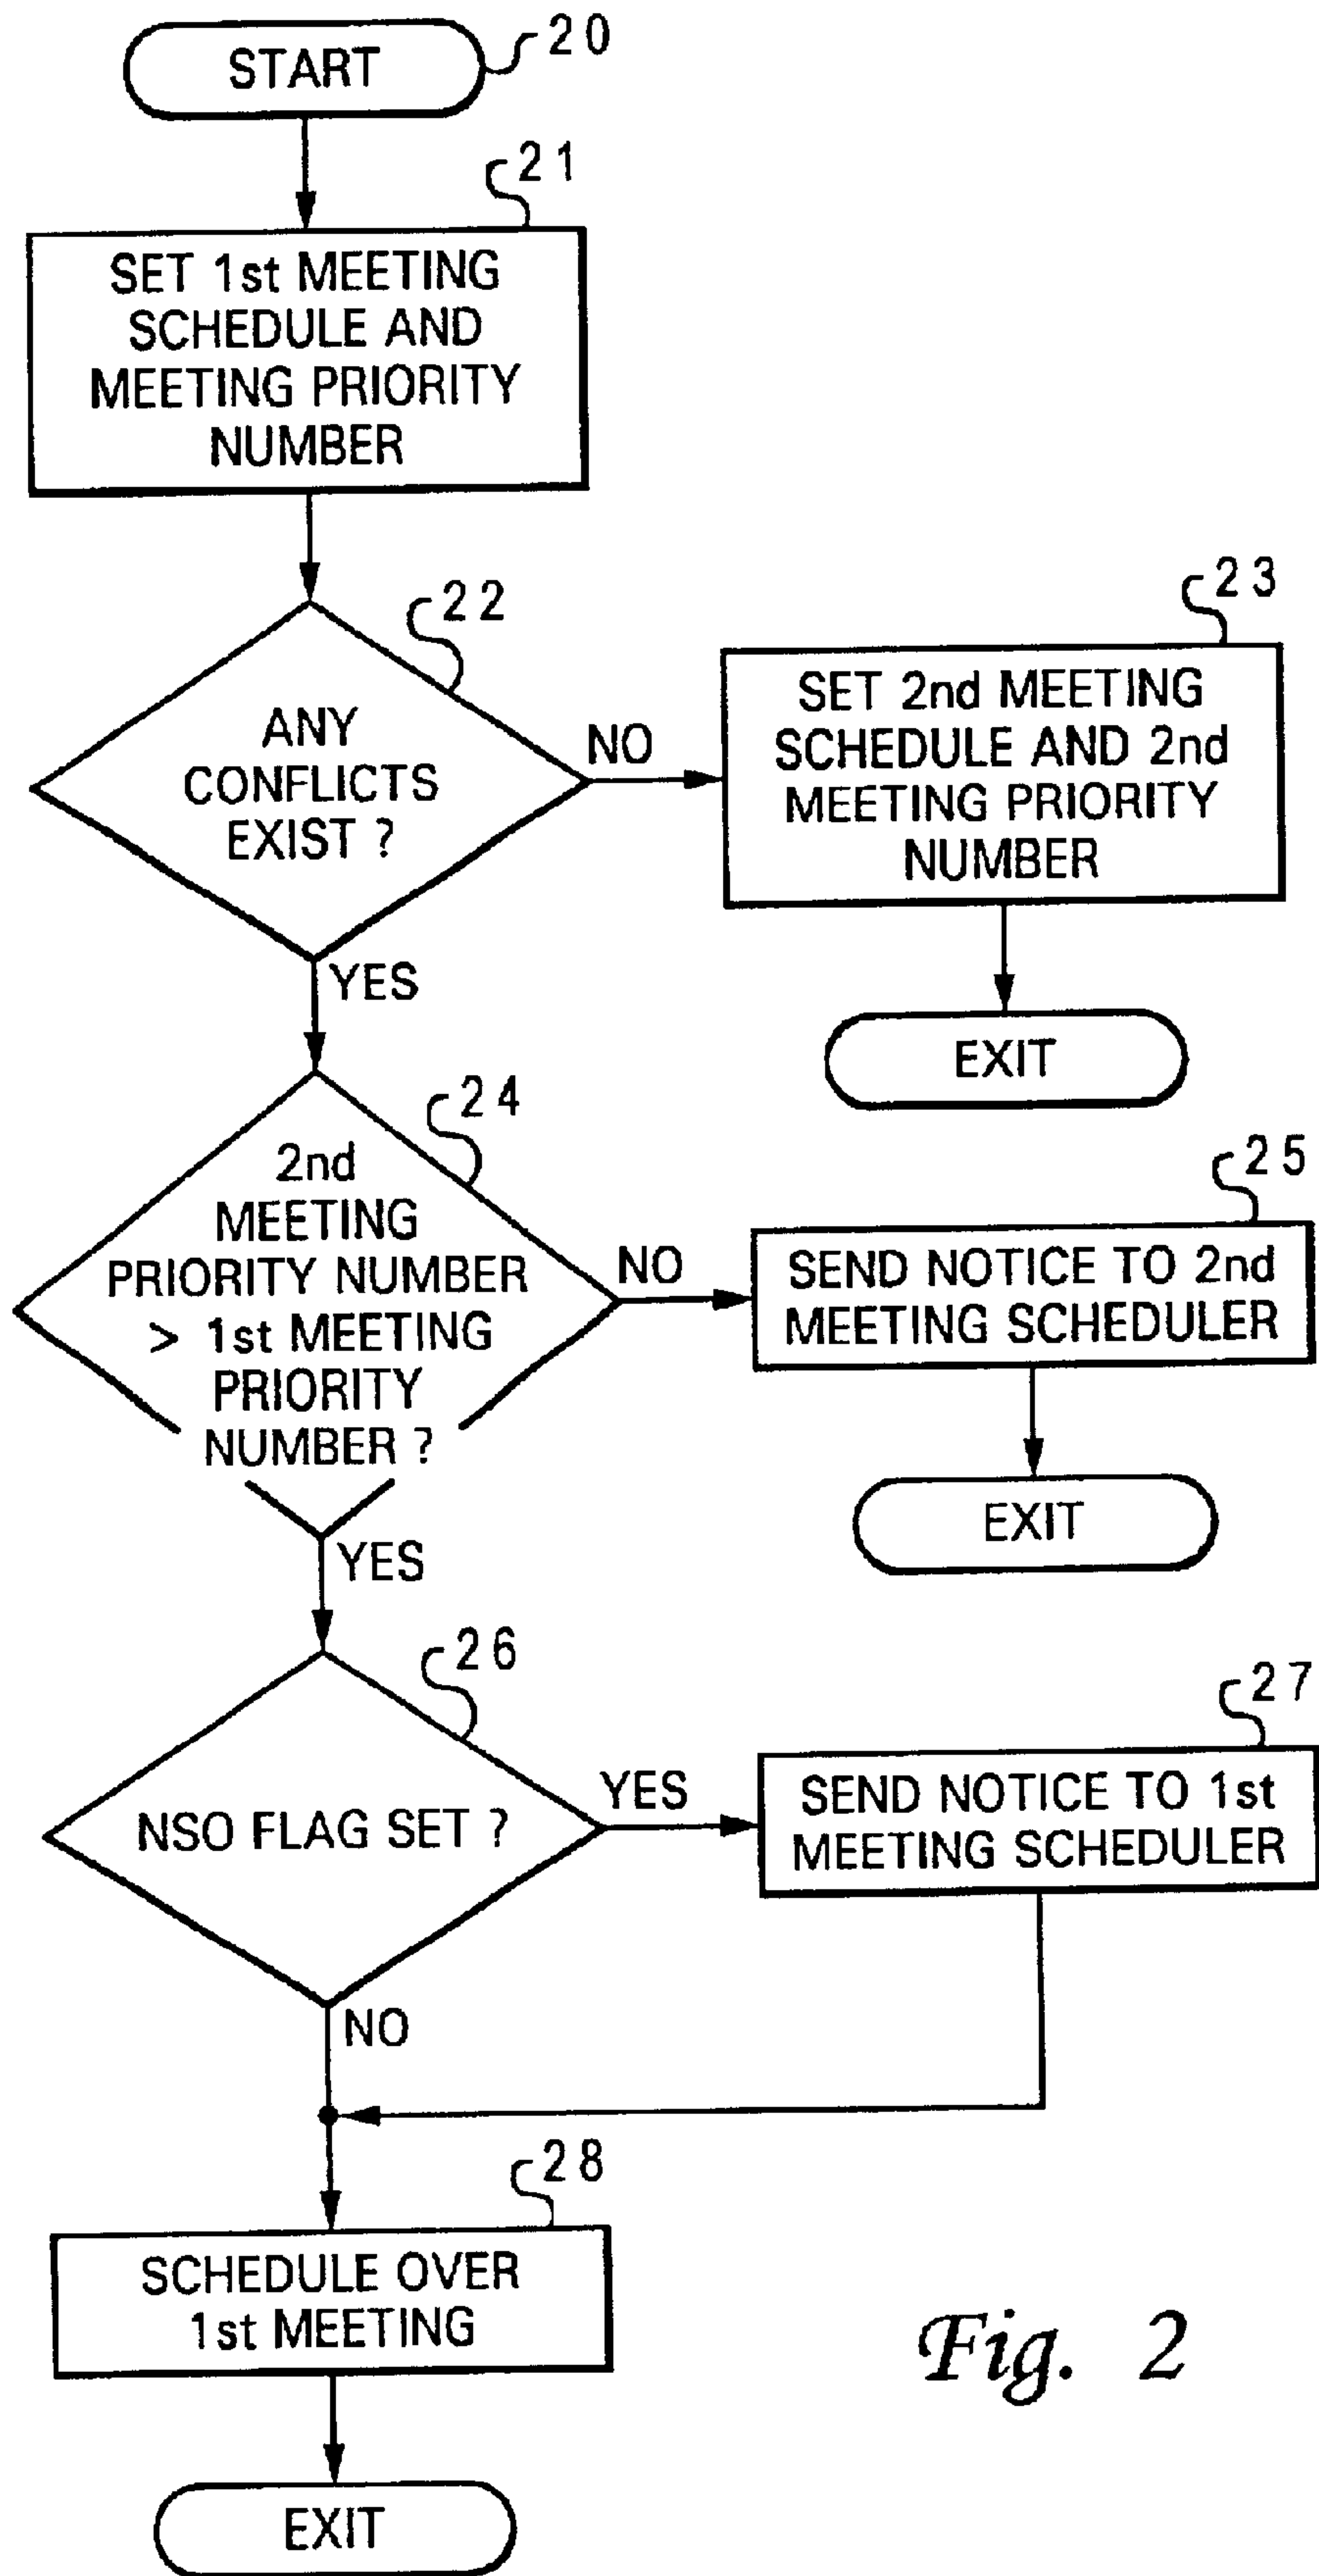 START
20
21
SET 1st MEETING
SCHEDULE AND
MEETING PRIORITY
NUMBER
22
ANY
CONFLICTS
EXIST ?
NO
23
SET 2nd MEETING
SCHEDULE AND 2nd
MEETING PRIORITY
NUMBER
EXIT
YES
24
2nd
MEETING
PRIORITY NUMBER
> 1st MEETING
PRIORITY
NUMBER ?
NO
25
SEND NOTICE TO 2nd
MEETING SCHEDULER
EXIT
YES
26
NSO FLAG SET ?
YES
27
SEND NOTICE TO 1st
MEETING SCHEDULER
NO
28
SCHEDULE OVER
1st MEETING
EXIT
Fig. 2